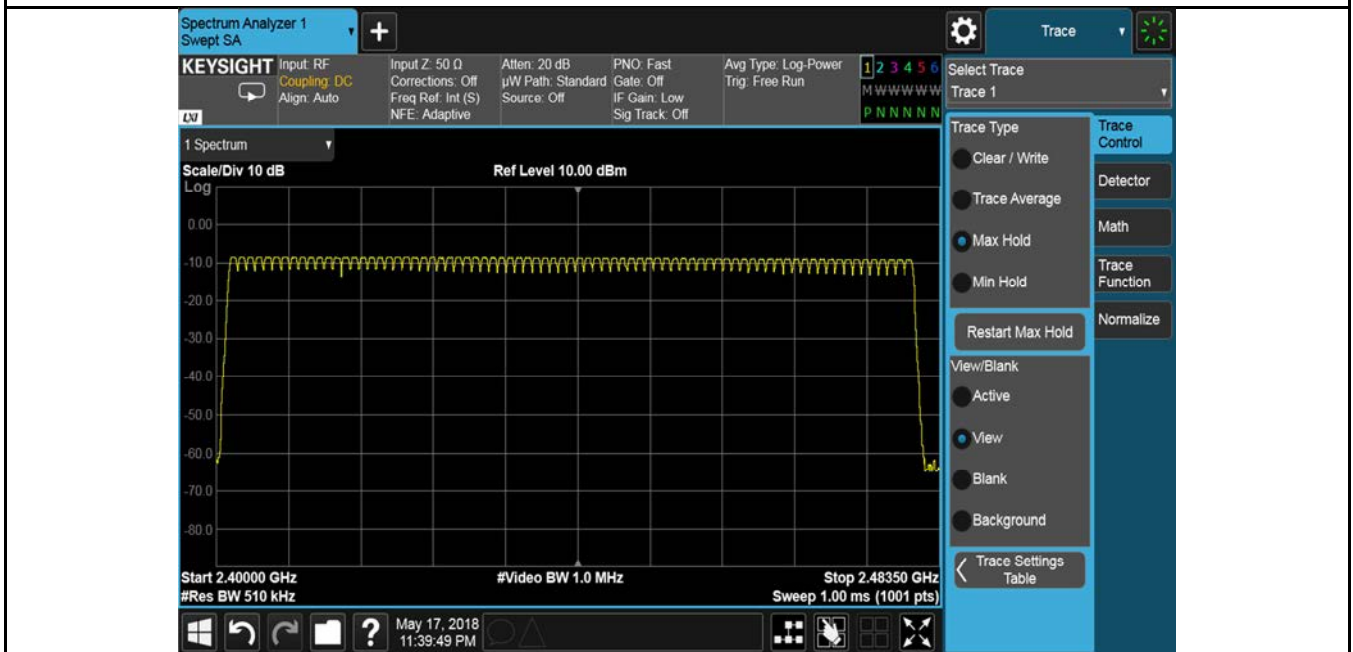 Spectrum Analyzer 1
Swept SA
+
Trace
KEYSIGHT
LXI
Input: RF
Coupling: DC
Align: Auto
Input Z: 50 Ω
Corrections: Off
Freq Ref: Int (S)
NFE: Adaptive
Atten: 20 dB
µW Path: Standard
Source: Off
PNO: Fast
Gate: Off
IF Gain: Low
Sig Track: Off
Avg Type: Log-Power
Trig: Free Run
1 2 3 4 5 6
M W W W W W
P N N N N N
Select Trace
Trace 1
1 Spectrum
Scale/Div 10 dB
Ref Level 10.00 dBm
Log
0.00
-10.0
-20.0
-30.0
-40.0
-50.0
-60.0
-70.0
-80.0
Start 2.40000 GHz
#Video BW 1.0 MHz
Stop 2.48350 GHz
#Res BW 510 kHz
Sweep 1.00 ms (1001 pts)
Trace Type
Clear / Write
Trace Average
Max Hold
Min Hold
Restart Max Hold
View/Blank
Active
View
Blank
Background
Trace Settings
Table
Trace
Control
Detector
Math
Trace
Function
Normalize
?
May 17, 2018
11:39:49 PM